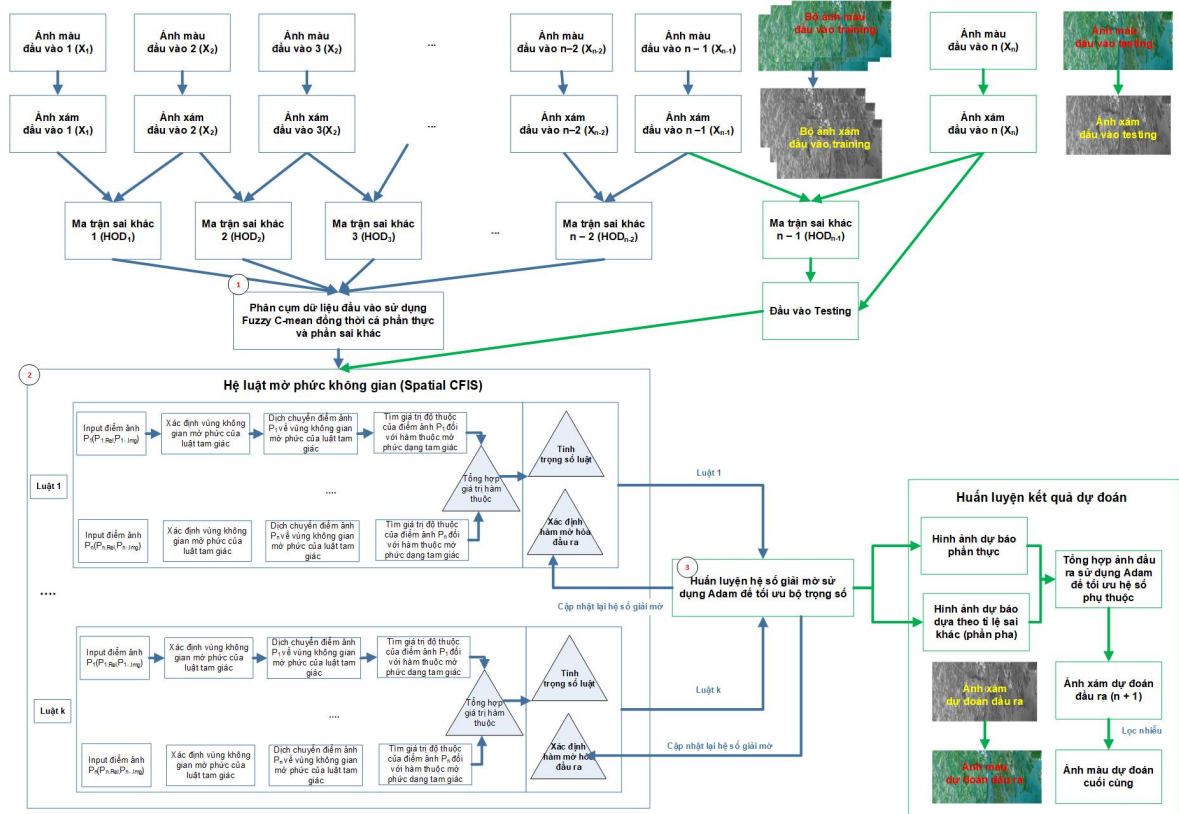 Ảnh màu
đầu vào 1 (X1)
Ảnh màu
đầu vào 2 (X2)
Ảnh màu
đầu vào 3 (X2)
...
Ảnh màu
đầu vào n–2 (Xn-2)
Ảnh màu
đầu vào n – 1 (Xn-1)
Bộ ảnh màu
đầu vào training
Ảnh màu
đầu vào n (Xn)
Ảnh màu
đầu vào testing
Ảnh xám
đầu vào 1 (X1)
Ảnh xám
đầu vào 2 (X2)
Ảnh xám
đầu vào 3(X2)
...
Ảnh xám
đầu vào n–2 (Xn-2)
Ảnh xám
đầu vào n –1 (Xn-1)
Bộ ảnh xám
đầu vào training
Ảnh xám
đầu vào n (Xn)
Ảnh xám
đầu vào testing
Ma trận sai khác
1 (HOD1)
Ma trận sai khác
2 (HOD2)
Ma trận sai khác
3 (HOD3)
...
Ma trận sai khác
n – 2 (HODn-2)
Ma trận sai khác
n – 1 (HODn-1)
1
Phân cụm dữ liệu đầu vào sử dụng
Fuzzy C-mean đồng thời cả phần thực
và phần sai khác
Đầu vào Testing
2
Hệ luật mờ phức không gian (Spatial CFIS)
Luật 1
Input điểm ảnh
P1(P1.Rel,P1-.Img)
Xác định vùng không
gian mờ phức của
luật tam giác
Dịch chuyển điểm ảnh
P1 về vùng không gian
mờ phức của luật tam
giác
Tìm giá trị độ thuộc
của điểm ảnh P1 đối
với hàm thuộc mờ
phức dạng tam giác
....
Tổng hợp
giá trị hàm
thuộc
Tính
trọng số luật
Xác định
hàm mờ hóa
đầu ra
Input điểm ảnh
Pn(Pn.Rel,Pn-.Img)
Xác định vùng không
gian mờ phức của
luật tam giác
Dịch chuyển điểm ảnh
Pn về vùng không gian
mờ phức của luật tam
giác
Tìm giá trị độ thuộc
của điểm ảnh Pn đối
với hàm thuộc mờ
phức dạng tam giác
Luật 1
....
Cập nhật lại hệ số giải mờ
3
Huấn luyện hệ số giải mờ sử
dụng Adam để tối ưu bộ trọng số
Luật k
Input điểm ảnh
P1(P1.Rel,P1-.Img)
Xác định vùng không
gian mờ phức của
luật tam giác
Dịch chuyển điểm ảnh
P1 về vùng không gian
mờ phức của luật tam
giác
Tìm giá trị độ thuộc
của điểm ảnh P1 đối
với hàm thuộc mờ
phức dạng tam giác
....
Tổng hợp
giá trị hàm
thuộc
Tính
trọng số luật
Xác định
hàm mờ hóa
đầu ra
Input điểm ảnh
Pn(Pn.Rel,Pn-.Img)
Xác định vùng không
gian mờ phức của
luật tam giác
Dịch chuyển điểm ảnh
Pn về vùng không gian
mờ phức của luật tam
giác
Tìm giá trị độ thuộc
của điểm ảnh Pn đối
với hàm thuộc mờ
phức dạng tam giác
Luật k
Cập nhật lại hệ số giải mờ
Huấn luyện kết quả dự đoán
Hình ảnh dự báo
phần thực
Hình ảnh dự báo
dựa theo tỉ lệ sai
khác (phần pha)
Tổng hợp ảnh đầu
ra sử dụng Adam
để tối ưu hệ số
phụ thuộc
Ảnh xám
dự đoán đầu ra
Ảnh xám dự đoán
đầu ra (n + 1)
Lọc nhiễu
Ảnh màu
dự đoán đầu ra
Ảnh màu dự đoán
cuối cùng